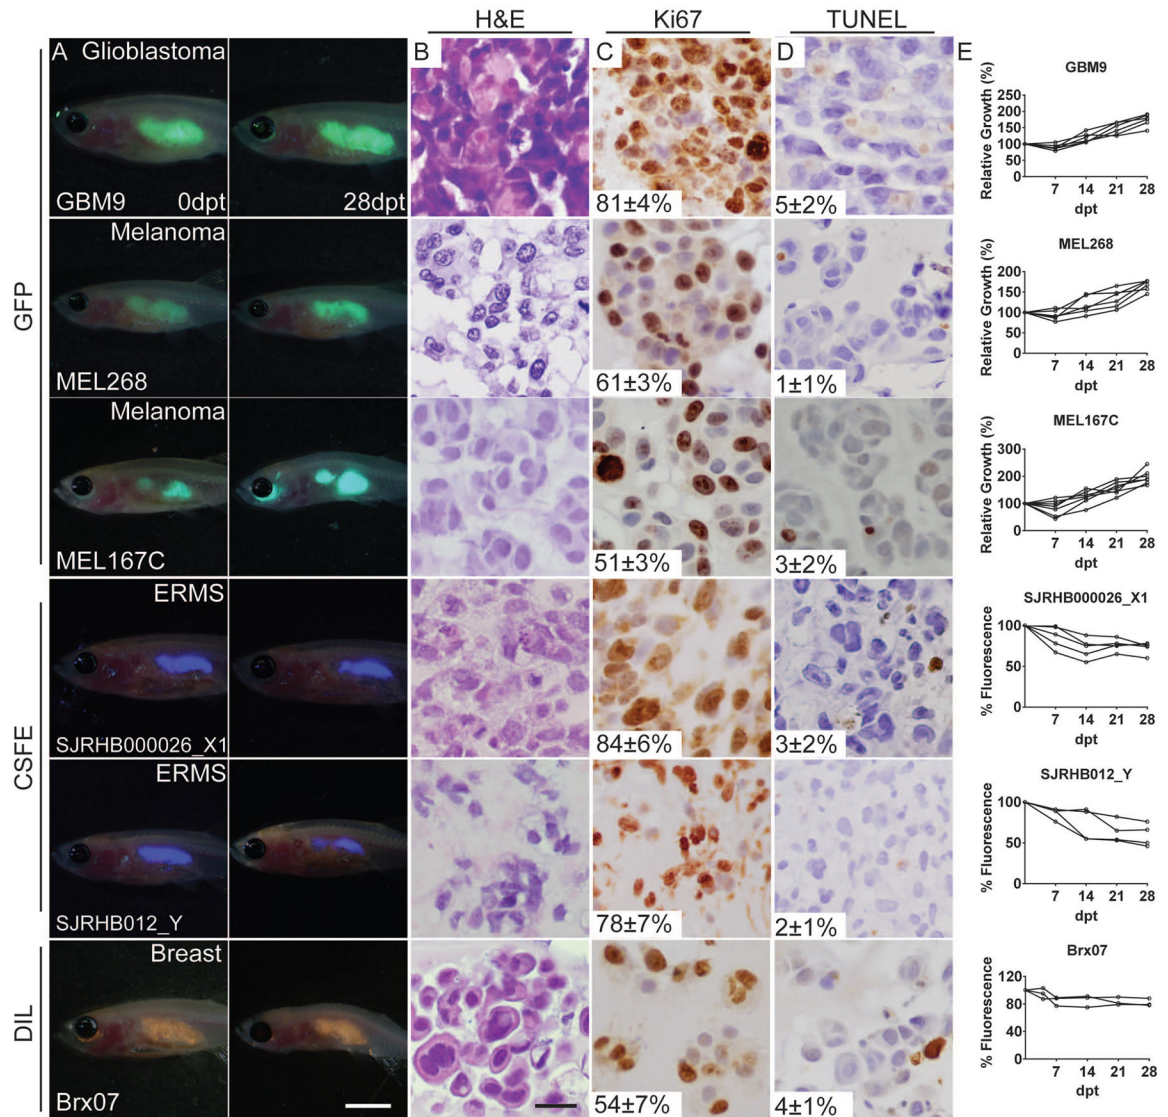 H&E Ki67 TUNEL
A Glioblastoma B C D E
GBM9 0dpt 28dpt
81±4% 5±2%
GBM9
Relative Growth (%)
250
200
150
100
50
0
7 14 21 28
dpt
GFP
Melanoma
MEL268
61±3% 1±1%
MEL268
Relative Growth (%)
200
150
100
50
0
7 14 21 28
dpt
Melanoma
MEL167C
51±3% 3±2%
MEL167C
Relative Growth (%)
300
200
100
0
7 14 21 28
dpt
CSFE
ERMS
SJRHB000026_X1
84±6% 3±2%
SJRHB000026_X1
% Fluorescence
100
50
0
7 14 21 28
dpt
ERMS
SJRHB012_Y
78±7% 2±1%
SJRHB012_Y
% Fluorescence
100
50
0
7 14 21 28
dpt
DIL
Breast
Brx07
54±7% 4±1%
Brx07
% Fluorescence
120
80
40
0
7 14 21 28
dpt